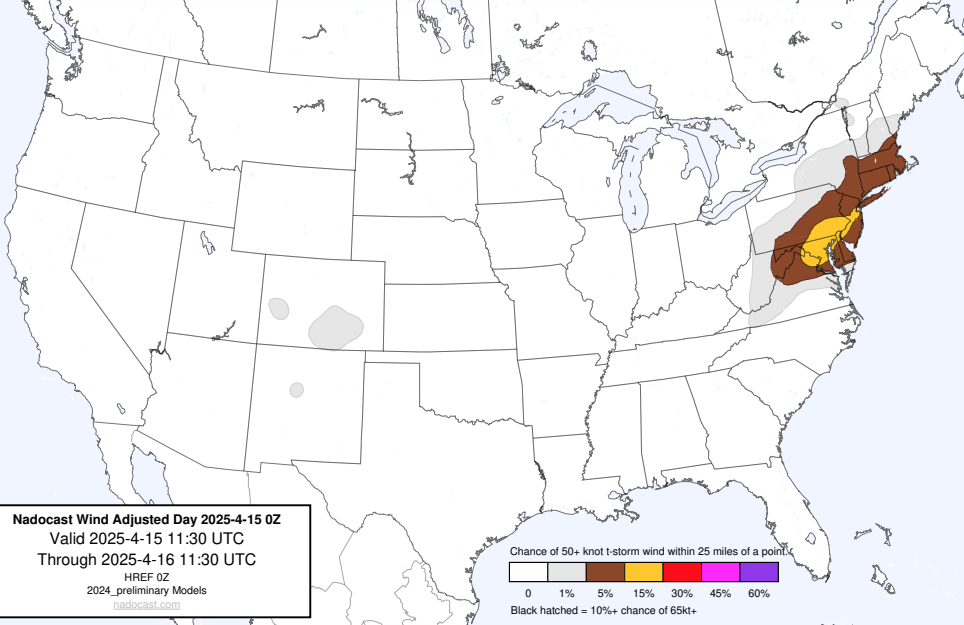 Nadocast Wind Adjusted Day 2025-4-15 0Z
Valid 2025-4-15 11:30 UTC
Through 2025-4-16 11:30 UTC
HREF 0Z
2024_preliminary Models
nadocast.com
Chance of 50+ knot t-storm wind within 25 miles of a point.
0 1% 5% 15% 30% 45% 60%
Black hatched = 10%+ chance of 65kt+